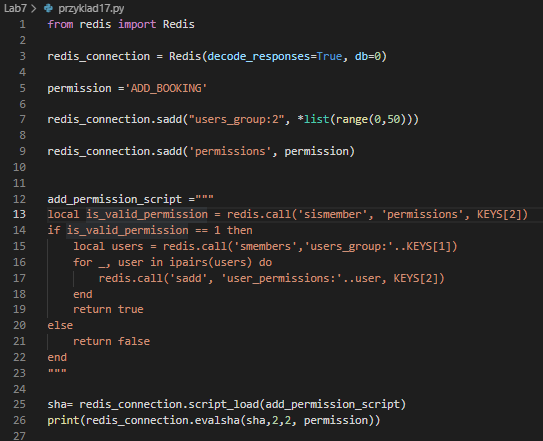 Lab7 > przyklad17.py
1 from redis import Redis
2
3 redis_connection = Redis(decode_responses=True, db=0)
4
5 permission ='ADD_BOOKING'
6
7 redis_connection.sadd("users_group:2", *list(range(0,50)))
8
9 redis_connection.sadd('permissions', permission)
10
11
12 add_permission_script ="""
13 local is_valid_permission = redis.call('sismember', 'permissions', KEYS[2])
14 if is_valid_permission == 1 then
15     local users = redis.call('smembers','users_group:'..KEYS[1])
16     for _, user in ipairs(users) do
17         redis.call('sadd', 'user_permissions:'..user, KEYS[2])
18     end
19     return true
20 else
21     return false
22 end
23 """
24
25 sha= redis_connection.script_load(add_permission_script)
26 print(redis_connection.evalsha(sha,2,2, permission))
27